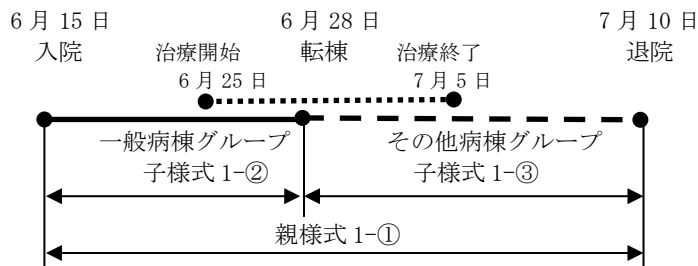 6 月 15 日 6 月 28 日 7 月 10 日
入院 治療開始 転棟 治療終了 退院
6 月 25 日 7 月 5 日
一般病棟グループ その他病棟グループ
子様式 1-② 子様式 1-③
親様式 1-①